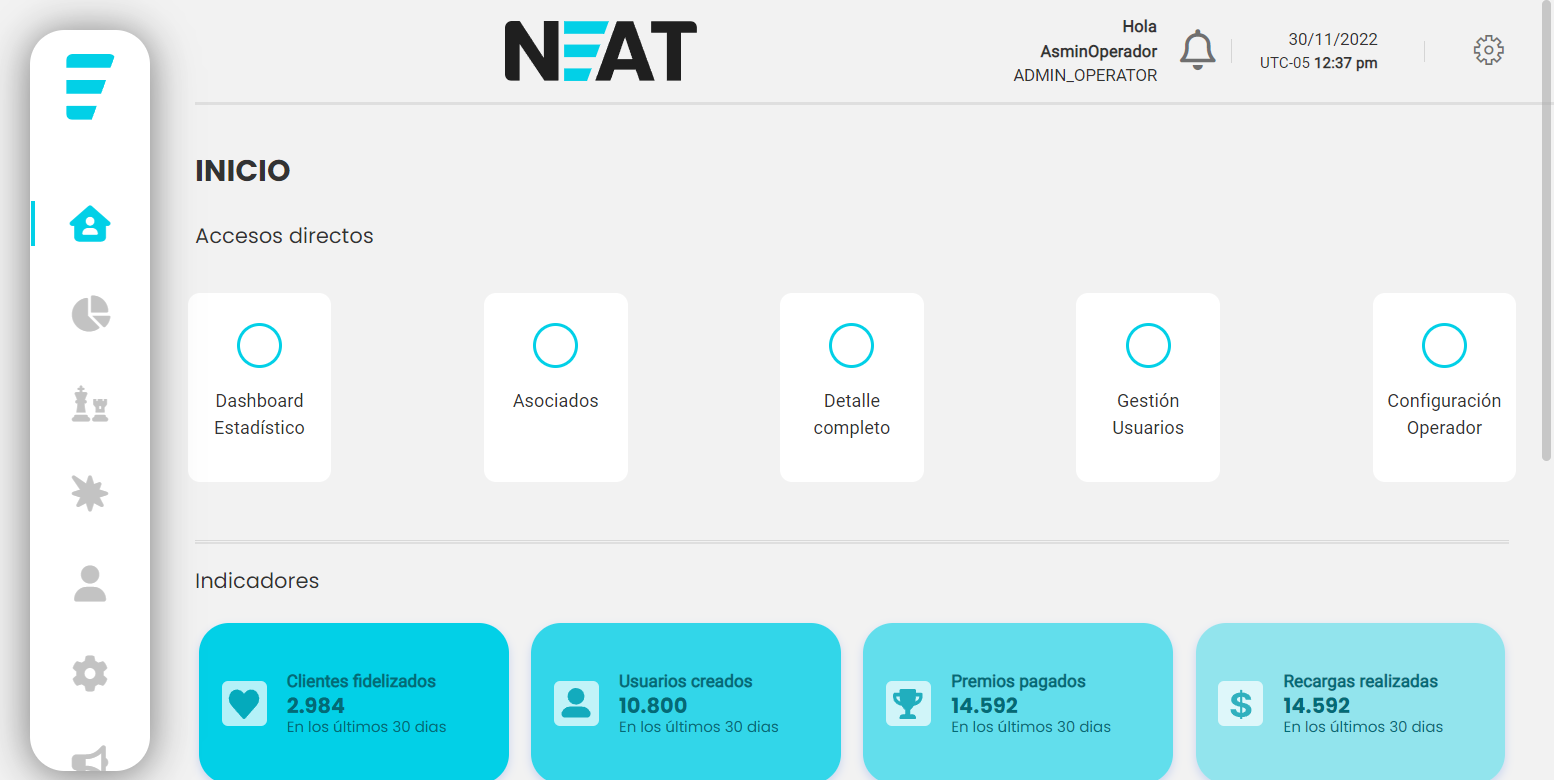 NEAT
Hola
AsminOperador
ADMIN_OPERATOR
30/11/2022
UTC-05 12:37 pm
INICIO
Accesos directos
Dashboard
Estadístico
Asociados
Detalle
completo
Gestión
Usuarios
Configuración
Operador
Indicadores
Clientes fidelizados
2.984
En los últimos 30 dias
Usuarios creados
10.800
En los últimos 30 dias
Premios pagados
14.592
En los últimos 30 dias
Recargas realizadas
14.592
En los últimos 30 dias